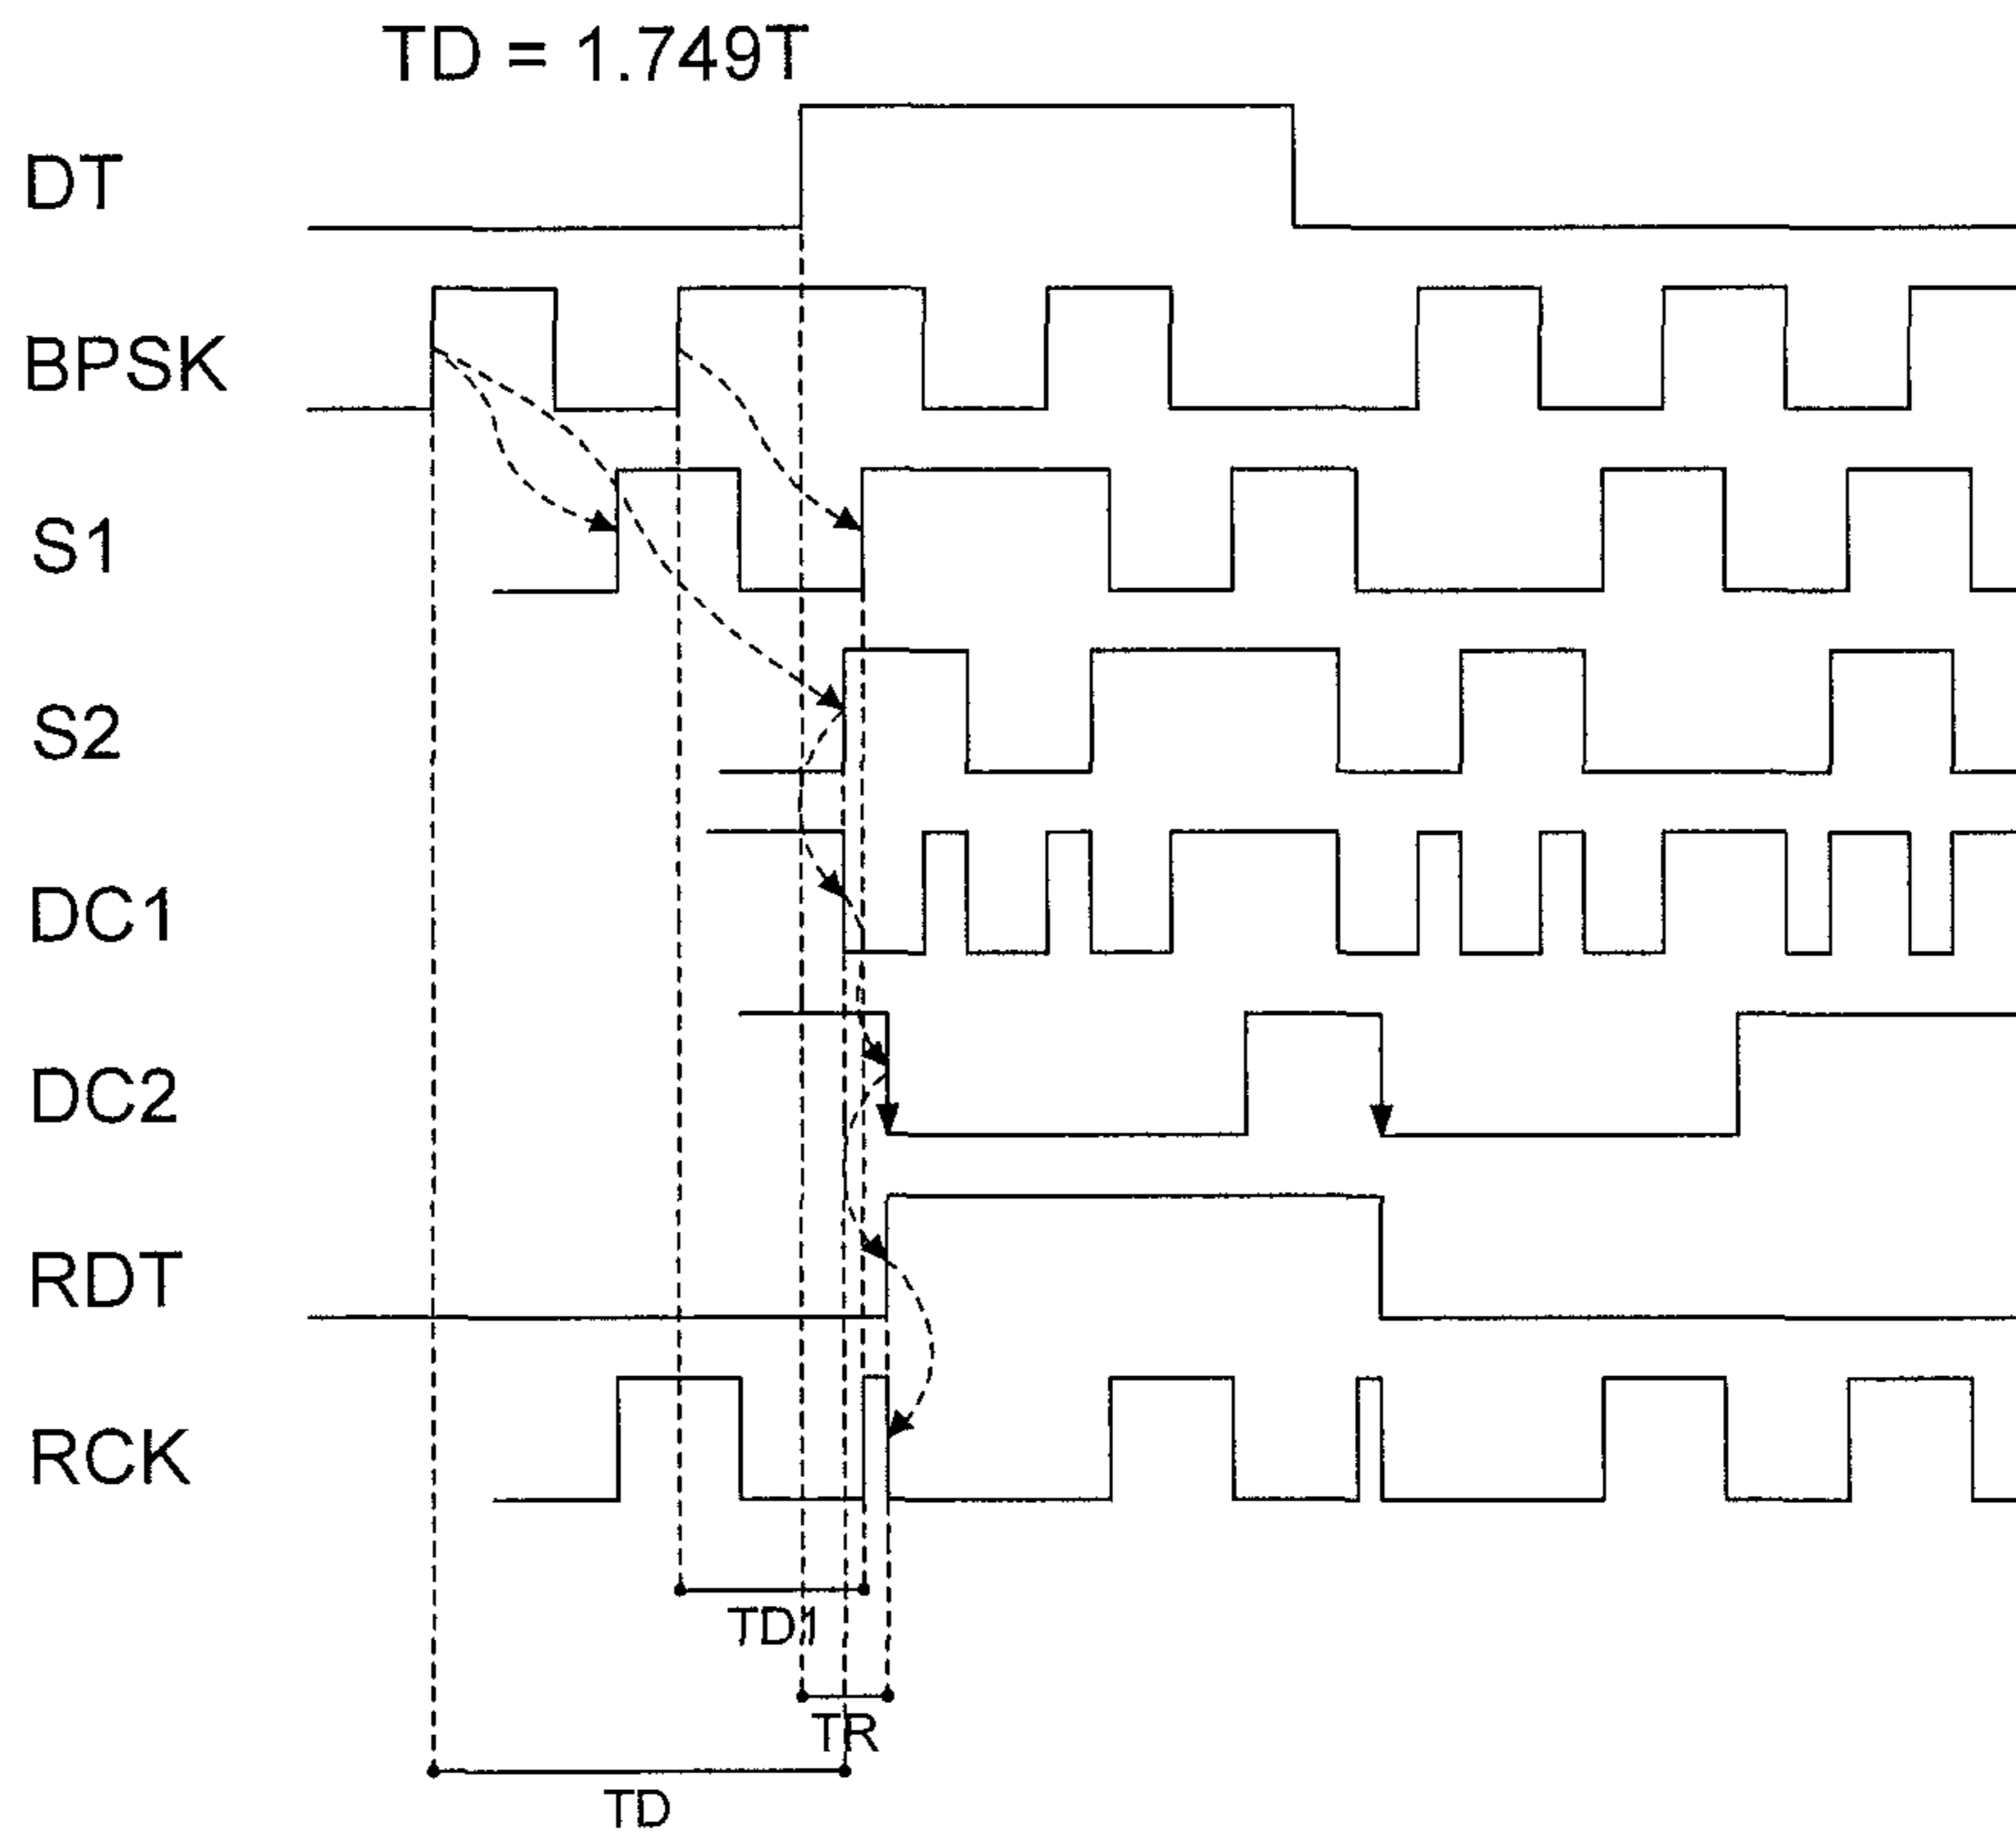 TD = 1.749T
DT
BPSK
S1
S2
DC1
DC2
RDT
RCK
TD1
TR
TD